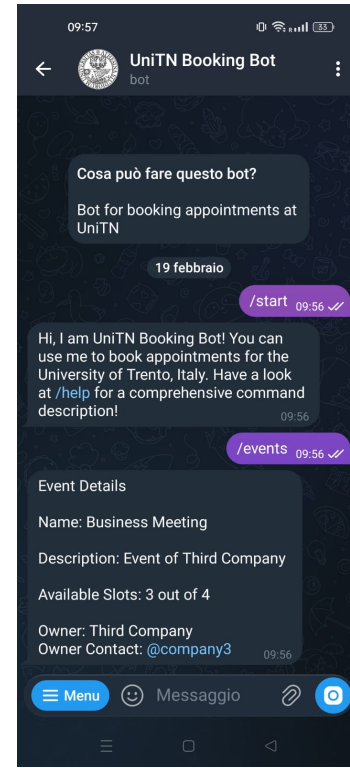 09:57
33
UniTN Booking Bot
bot
Cosa può fare questo bot?
Bot for booking appointments at
UniTN
19 febbraio
/start 09:56
Hi, I am UniTN Booking Bot! You can
use me to book appointments for the
University of Trento, Italy. Have a look
at /help for a comprehensive command
description!
09:56
/events 09:56
Event Details
Name: Business Meeting
Description: Event of Third Company
Available Slots: 3 out of 4
Owner: Third Company
Owner Contact: @company3
09:56
Menu
Messaggio